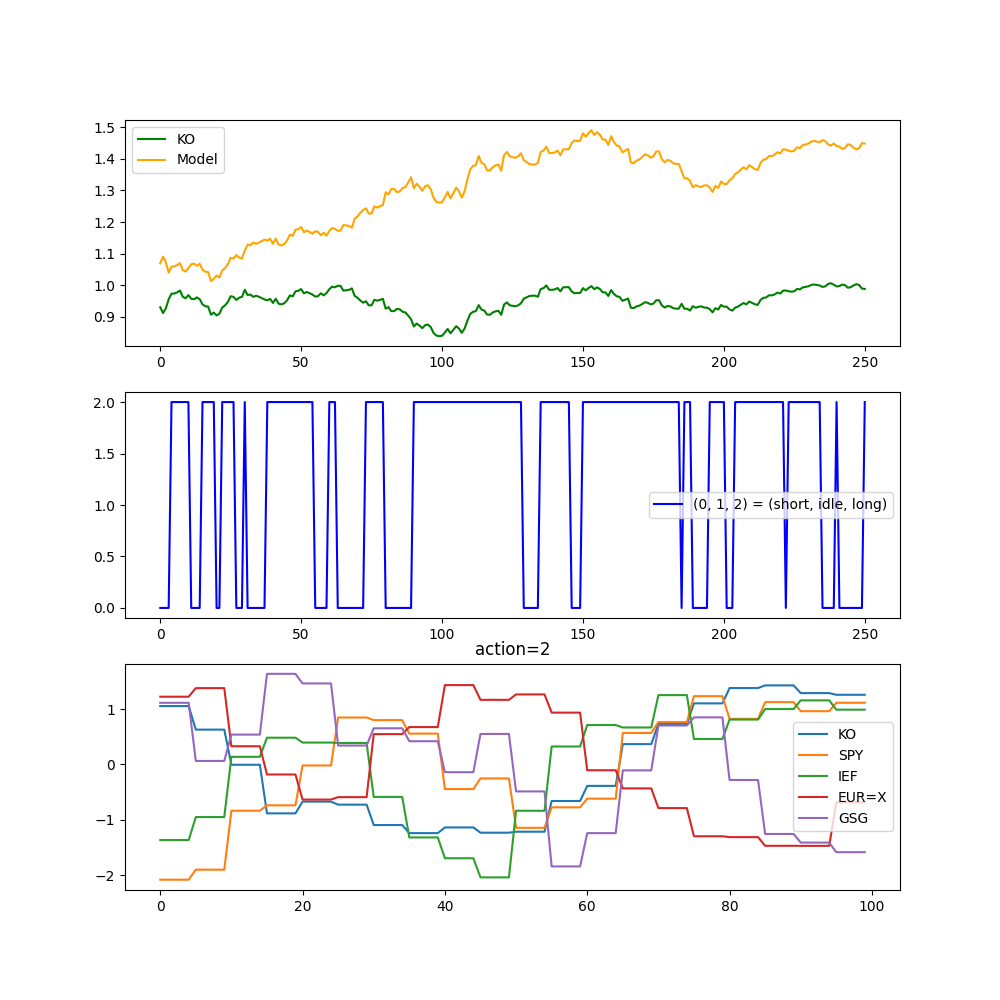 1.5
1.4
1.3
1.2
1.1
1.0
0.9
KO
Model
0 50 100 150 200 250
2.0
1.5
1.0
0.5
0.0
(0, 1, 2) = (short, idle, long)
0 50 100 150 200 250
action=2
1
0
−1
−2
KO
SPY
IEF
EUR=X
GSG
0 20 40 60 80 100